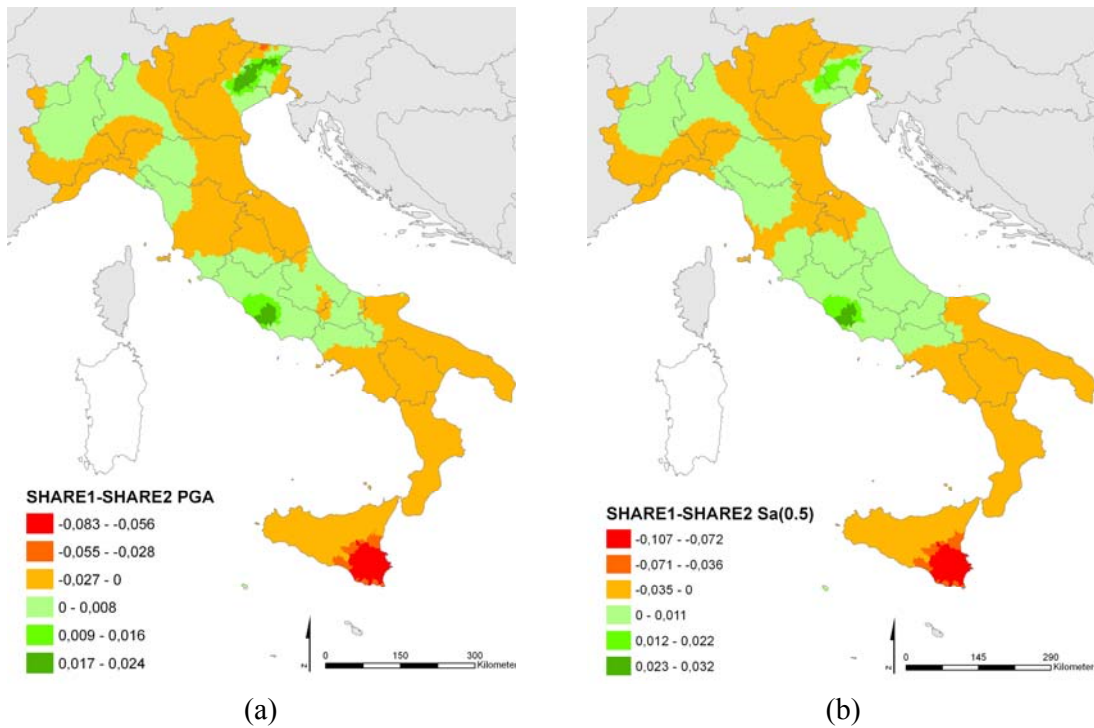 SHARE1-SHARE2 PGA
-0,083 - -0,056
-0,055 - -0,028
-0,027 - 0
0 - 0,008
0,009 - 0,016
0,017 - 0,024
N
0 150 300
Kilometer
(a)
SHARE1-SHARE2 Sa(0.5)
-0,107 - -0,072
-0,071 - -0,036
-0,035 - 0
0 - 0,011
0,012 - 0,022
0,023 - 0,032
N
0 145 290
Kilometer
(b)